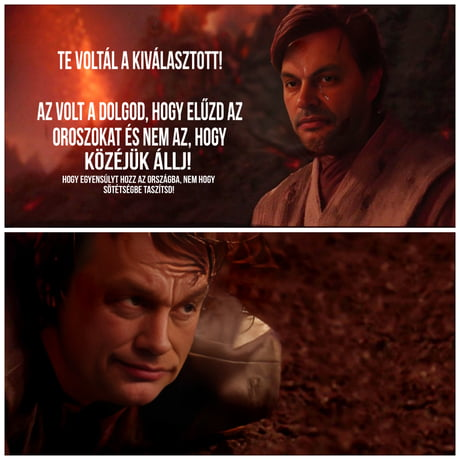 TE VOLTÁL A KIVÁLASZTOTT!
AZ VOLT A DOLGOD, HOGY ELŰZD AZ
OROSZOKAT ÉS NEM AZ, HOGY
KÖZÉJÜK ÁLLJ!
HOGY EGYENSÚLYT HOZZ AZ ORSZÁGBA, NEM HOGY
SÖTÉTSÉGBE TASZÍTSD!